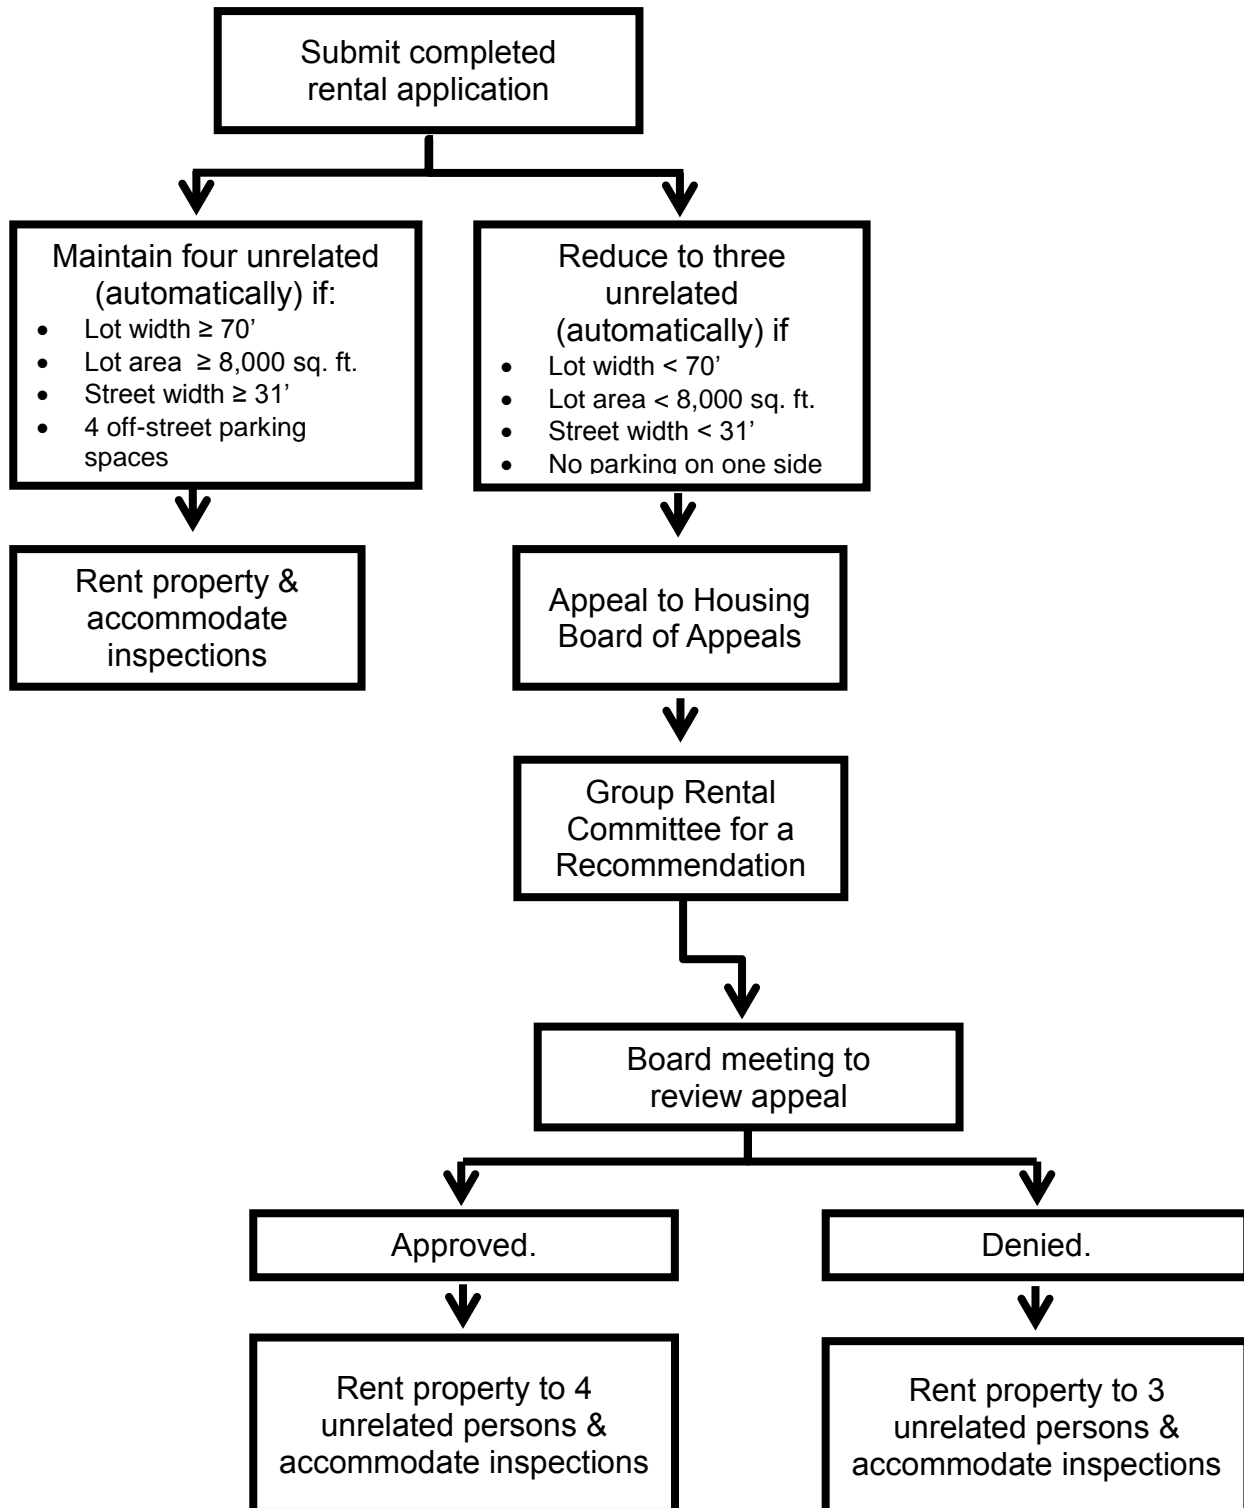 Submit completed
rental application
Maintain four unrelated
(automatically) if:
• Lot width ≥ 70’
• Lot area ≥ 8,000 sq. ft.
• Street width ≥ 31’
• 4 off-street parking
spaces
Reduce to three
unrelated
(automatically) if
• Lot width < 70’
• Lot area < 8,000 sq. ft.
• Street width < 31’
• No parking on one side
Rent property &
accommodate
inspections
Appeal to Housing
Board of Appeals
Group Rental
Committee for a
Recommendation
Board meeting to
review appeal
Approved.
Denied.
Rent property to 4
unrelated persons &
accommodate inspections
Rent property to 3
unrelated persons &
accommodate inspections